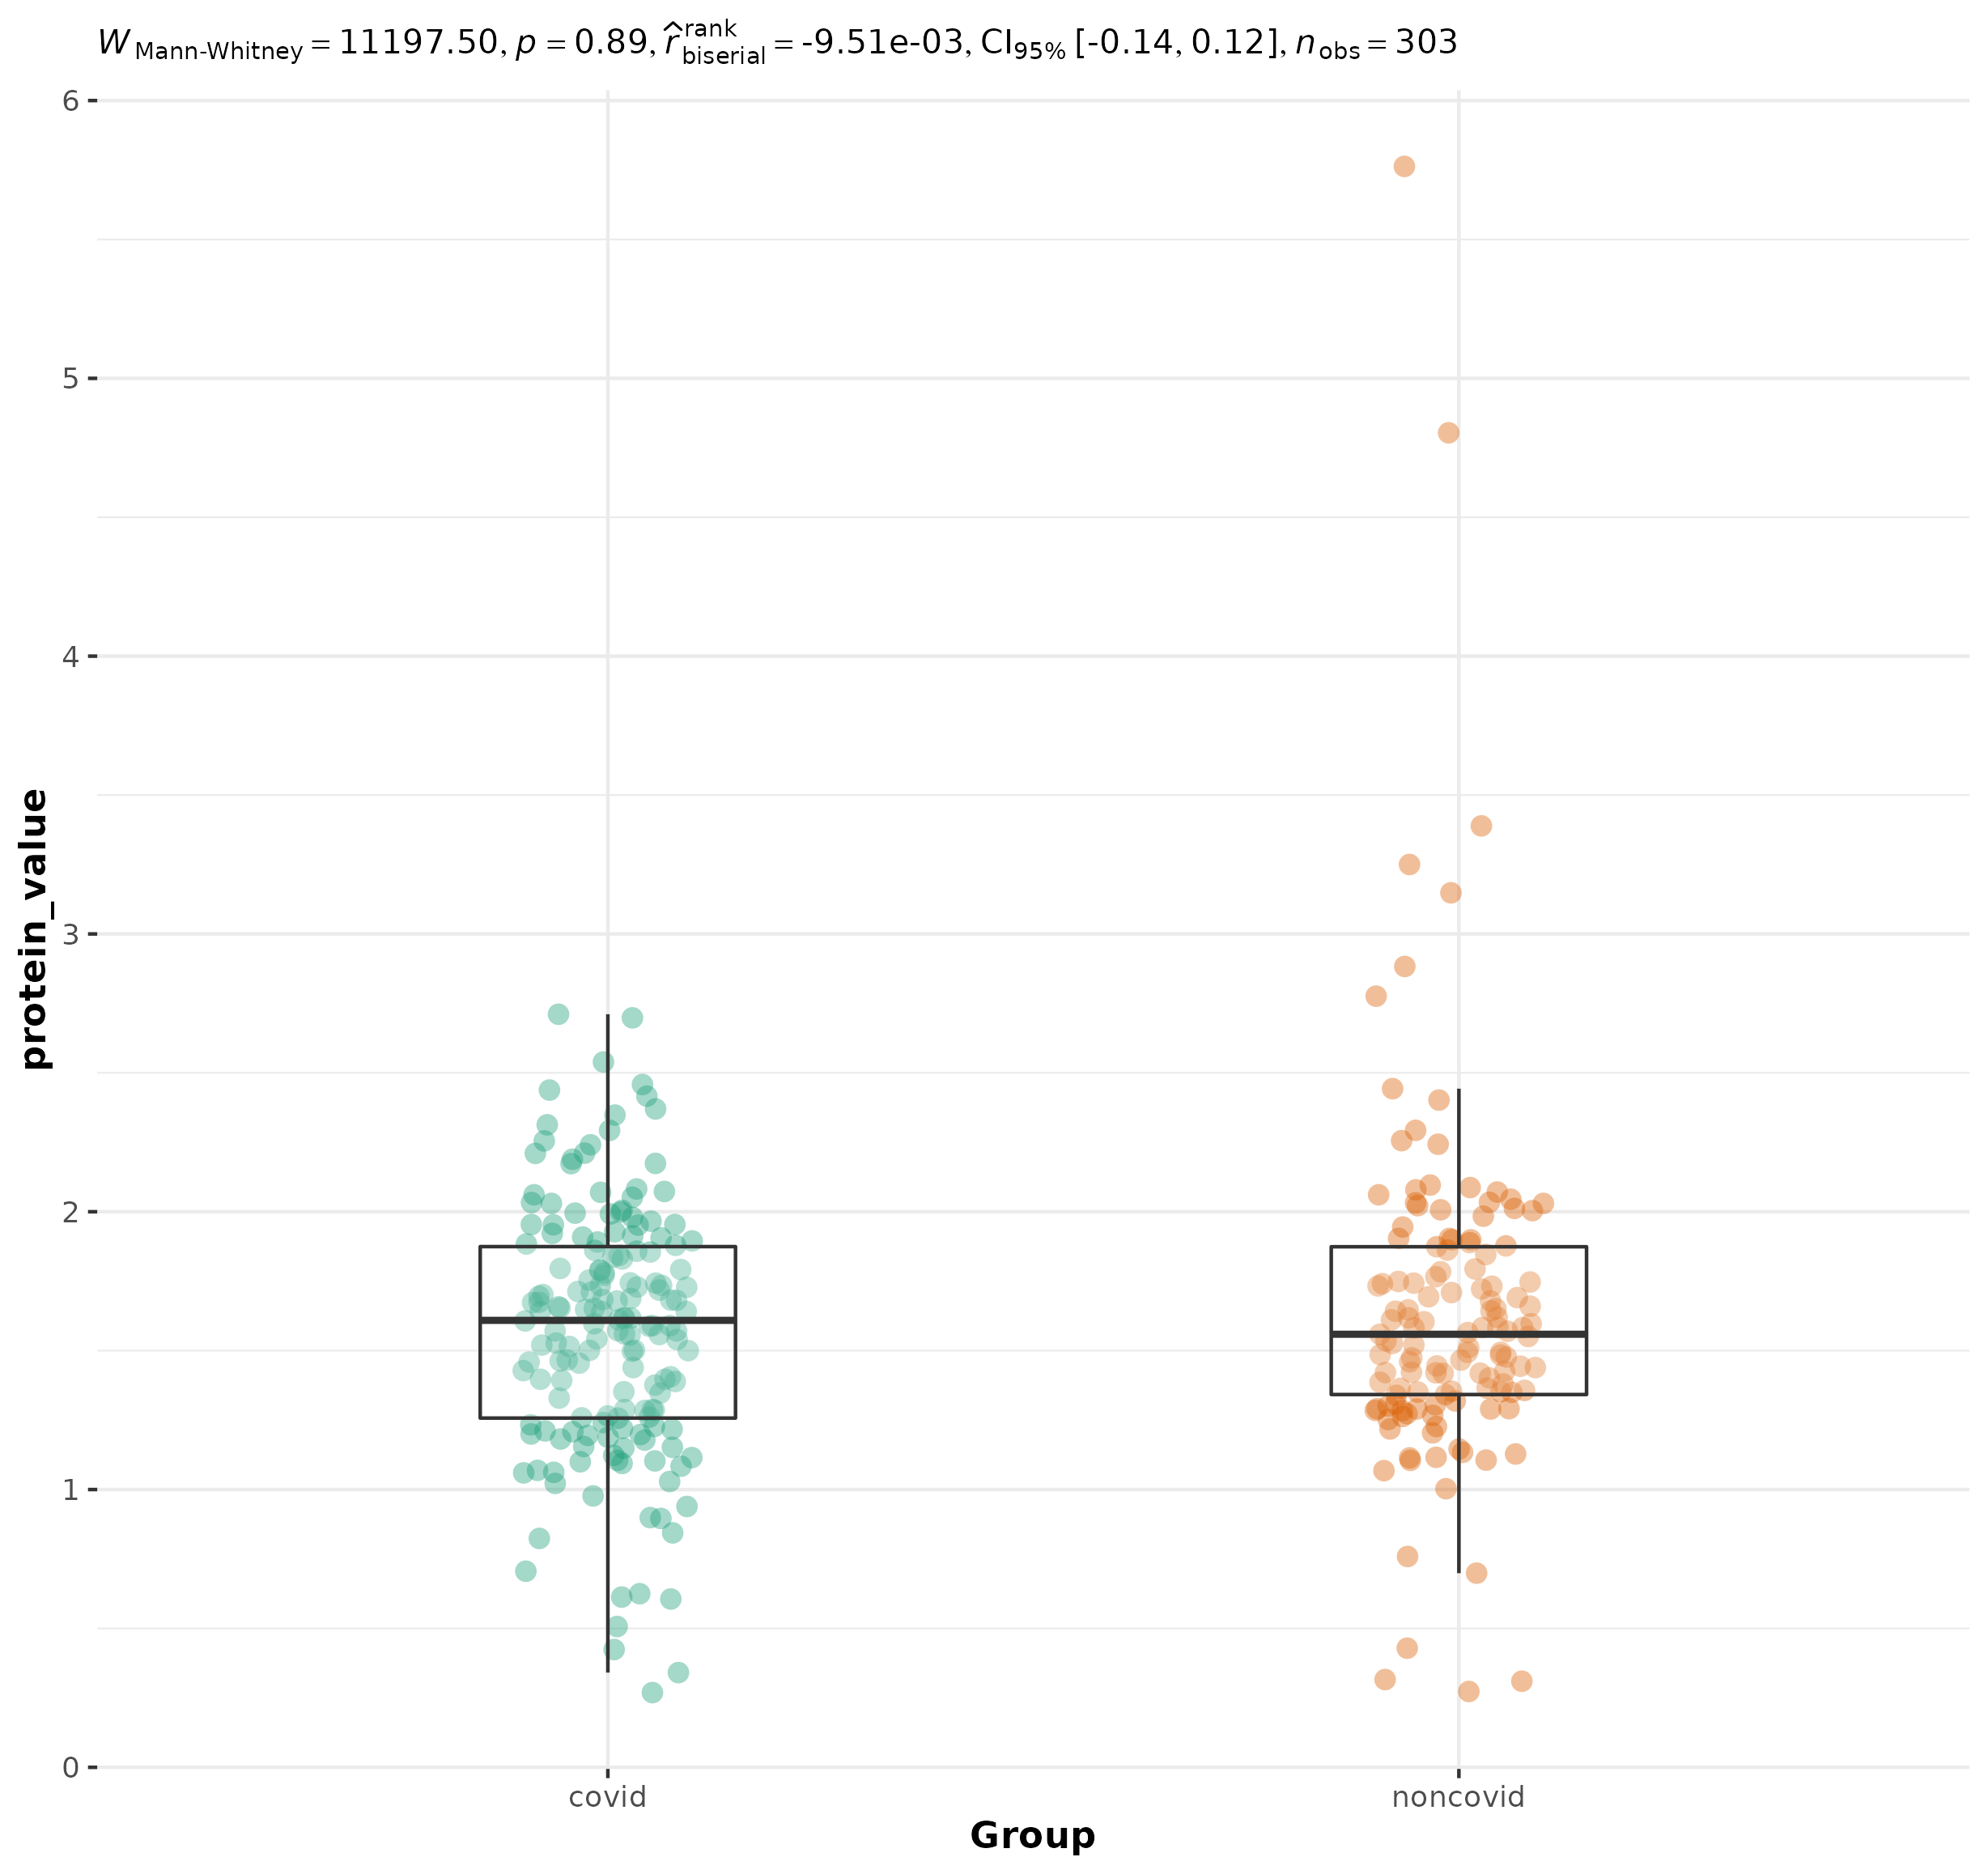 W Mann-Whitney = 11197.50, p = 0.89, r̂ rank biserial = -9.51e-03, CI95% [-0.14, 0.12], nobs = 303
6
5
4
3
2
1
0
protein_value
covid noncovid
Group